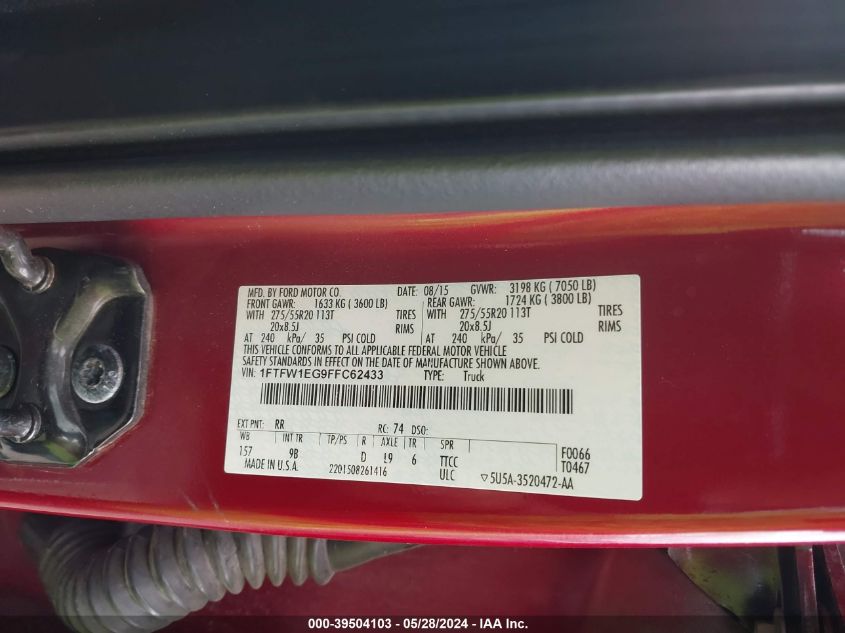 MFD. BY FORD MOTOR CO. DATE: 08/15 GVWR: 3198 KG ( 7050 LB)
FRONT GAWR: 1633 KG ( 3600 LB) REAR GAWR: 1724 KG ( 3800 LB)
WITH 275/55R20 113T TIRES WITH 275/55R20 113T TIRES
20x8.5J RIMS 20x8.5J RIMS
AT 240 kPa/ 35 PSI COLD AT 240 kPa/ 35 PSI COLD
THIS VEHICLE CONFORMS TO ALL APPLICABLE FEDERAL MOTOR VEHICLE
SAFETY STANDARDS IN EFFECT ON THE DATE OF MANUFACTURE SHOWN ABOVE.
VIN: 1FTFW1EG9FFC62433 TYPE: Truck
EXT PNT: RR RC: 74 DSO:
WB INT TR TP/PS R AXLE TR SPR F0066
157 9B D L9 6 TTCC T0467
MADE IN U.S.A. 2201508261416 ULC ▽5U5A-3520472-AA
000-39504103 - 05/28/2024 - IAA Inc.